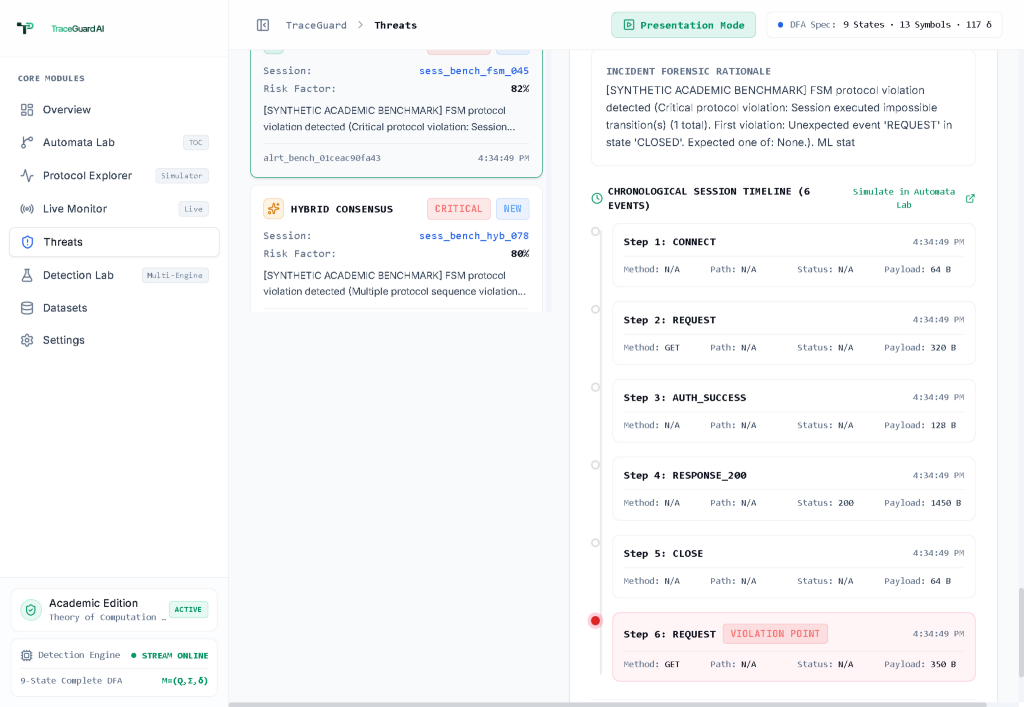 TraceGuard AI
CORE MODULES
Overview
Automata Lab
TOC
Protocol Explorer
Simulator
Live Monitor
Live
Threats
Detection Lab
Multi-Engine
Datasets
Settings
Academic Edition
Theory of Computation …
ACTIVE
Detection Engine
STREAM ONLINE
9-State Complete DFA
M=(Q,Σ,δ)
TraceGuard > Threats
Presentation Mode
DFA Spec: 9 States · 13 Symbols · 117 δ
Session: sess_bench_fsm_045
Risk Factor: 82%
[SYNTHETIC ACADEMIC BENCHMARK] FSM protocol
violation detected (Critical protocol violation: Session...
alrt_bench_01ceac90fa43 4:34:49 PM
HYBRID CONSENSUS CRITICAL NEW
Session: sess_bench_hyb_078
Risk Factor: 80%
[SYNTHETIC ACADEMIC BENCHMARK] FSM protocol
violation detected (Multiple protocol sequence violation...
INCIDENT FORENSIC RATIONALE
[SYNTHETIC ACADEMIC BENCHMARK] FSM protocol violation
detected (Critical protocol violation: Session executed impossible
transition(s) (1 total). First violation: Unexpected event 'REQUEST' in
state 'CLOSED'. Expected one of: None.). ML stat
CHRONOLOGICAL SESSION TIMELINE (6
EVENTS)
Simulate in Automata
Lab
Step 1: CONNECT 4:34:49 PM
Method: N/A Path: N/A Status: N/A Payload: 64 B
Step 2: REQUEST 4:34:49 PM
Method: GET Path: N/A Status: N/A Payload: 320 B
Step 3: AUTH_SUCCESS 4:34:49 PM
Method: N/A Path: N/A Status: N/A Payload: 128 B
Step 4: RESPONSE_200 4:34:49 PM
Method: N/A Path: N/A Status: 200 Payload: 1450 B
Step 5: CLOSE 4:34:49 PM
Method: N/A Path: N/A Status: N/A Payload: 64 B
Step 6: REQUEST VIOLATION POINT 4:34:49 PM
Method: GET Path: N/A Status: N/A Payload: 350 B